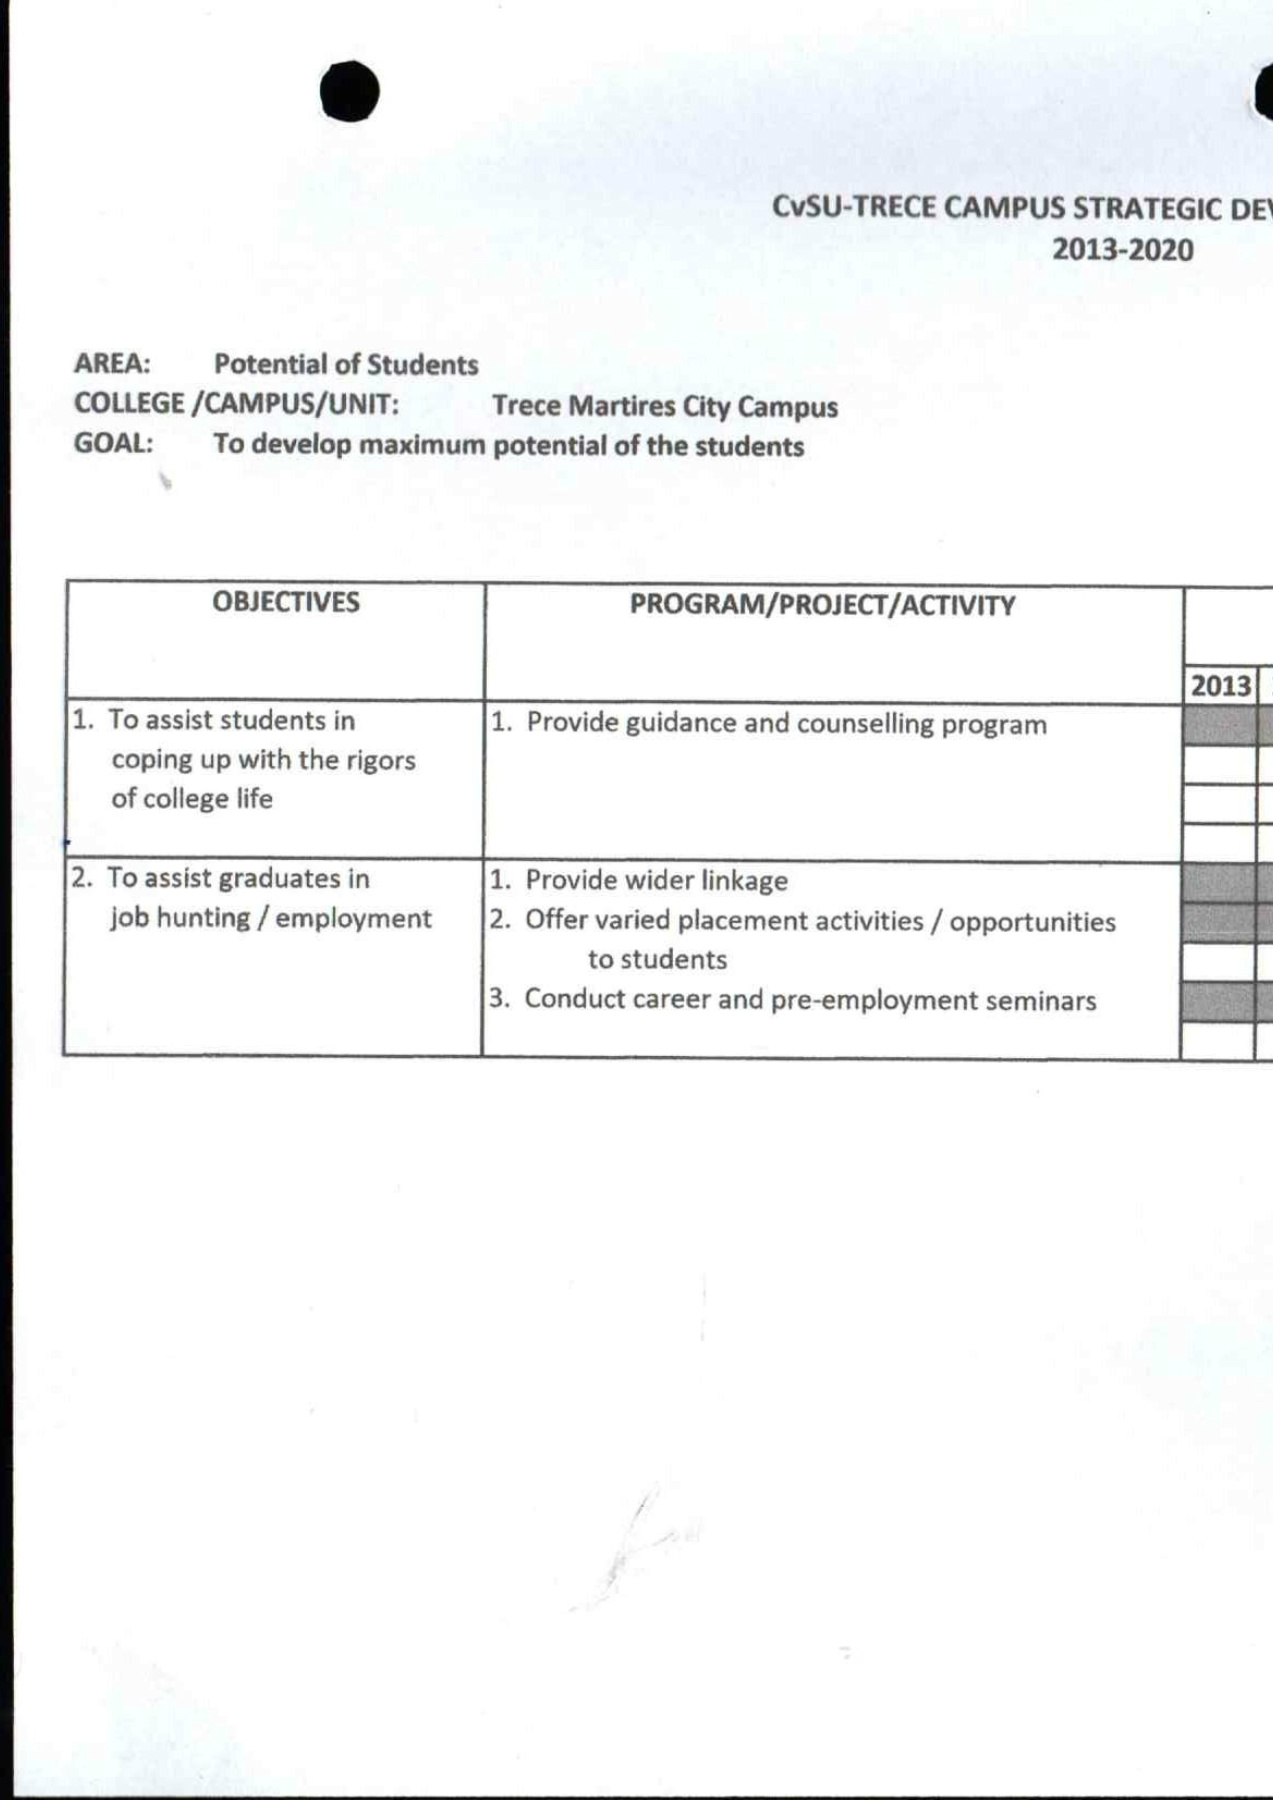 CvSU-TRECE CAMPUS STRATEGIC DEV
2013-2020
AREA: Potential of Students
COLLEGE /CAMPUS/UNIT: Trece Martires City Campus
GOAL: To develop maximum potential of the students
OBJECTIVES
PROGRAM/PROJECT/ACTIVITY
2013
1. To assist students in
coping up with the rigors
of college life
1. Provide guidance and counselling program
2. To assist graduates in
job hunting / employment
1. Provide wider linkage
2. Offer varied placement activities / opportunities
to students
3. Conduct career and pre-employment seminars